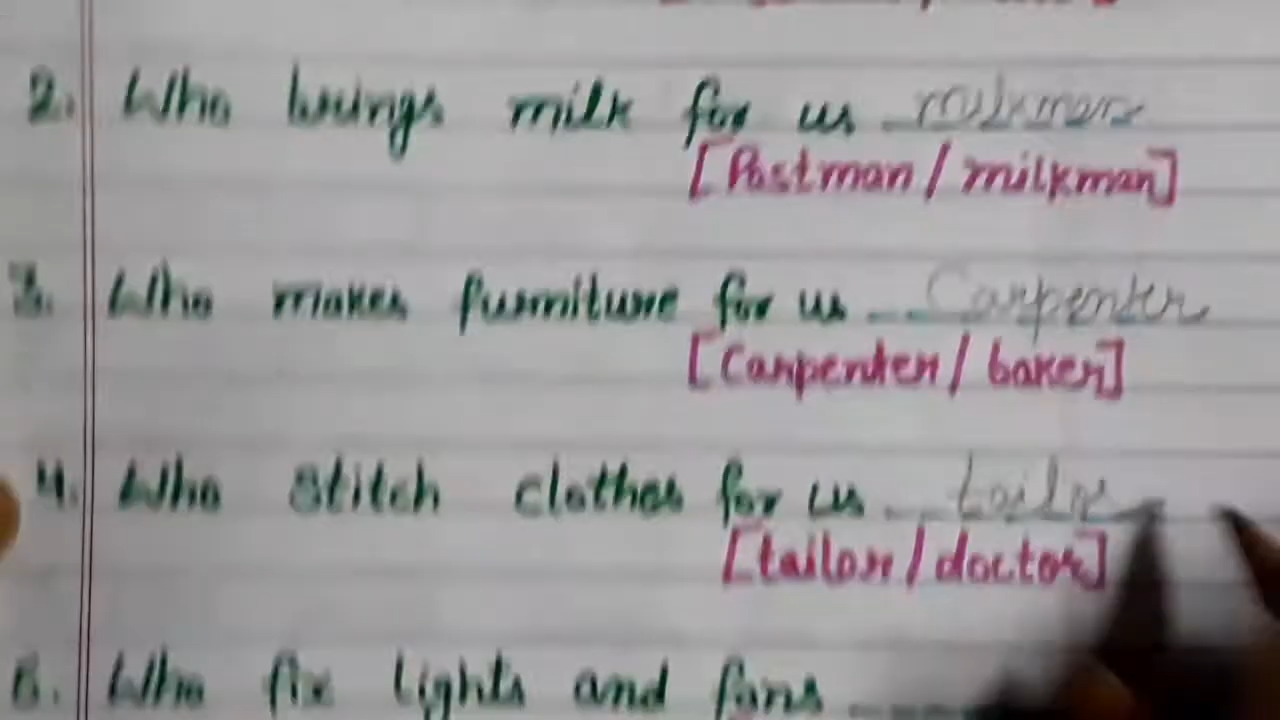 2. Who brings milk for us milkman
[Postman / milkman]
3. Who makes furniture for us Carpenter
[Carpenter / baker]
4. Who stitch clothes for us tailor
[tailor / doctor]
5. Who fix lights and fans